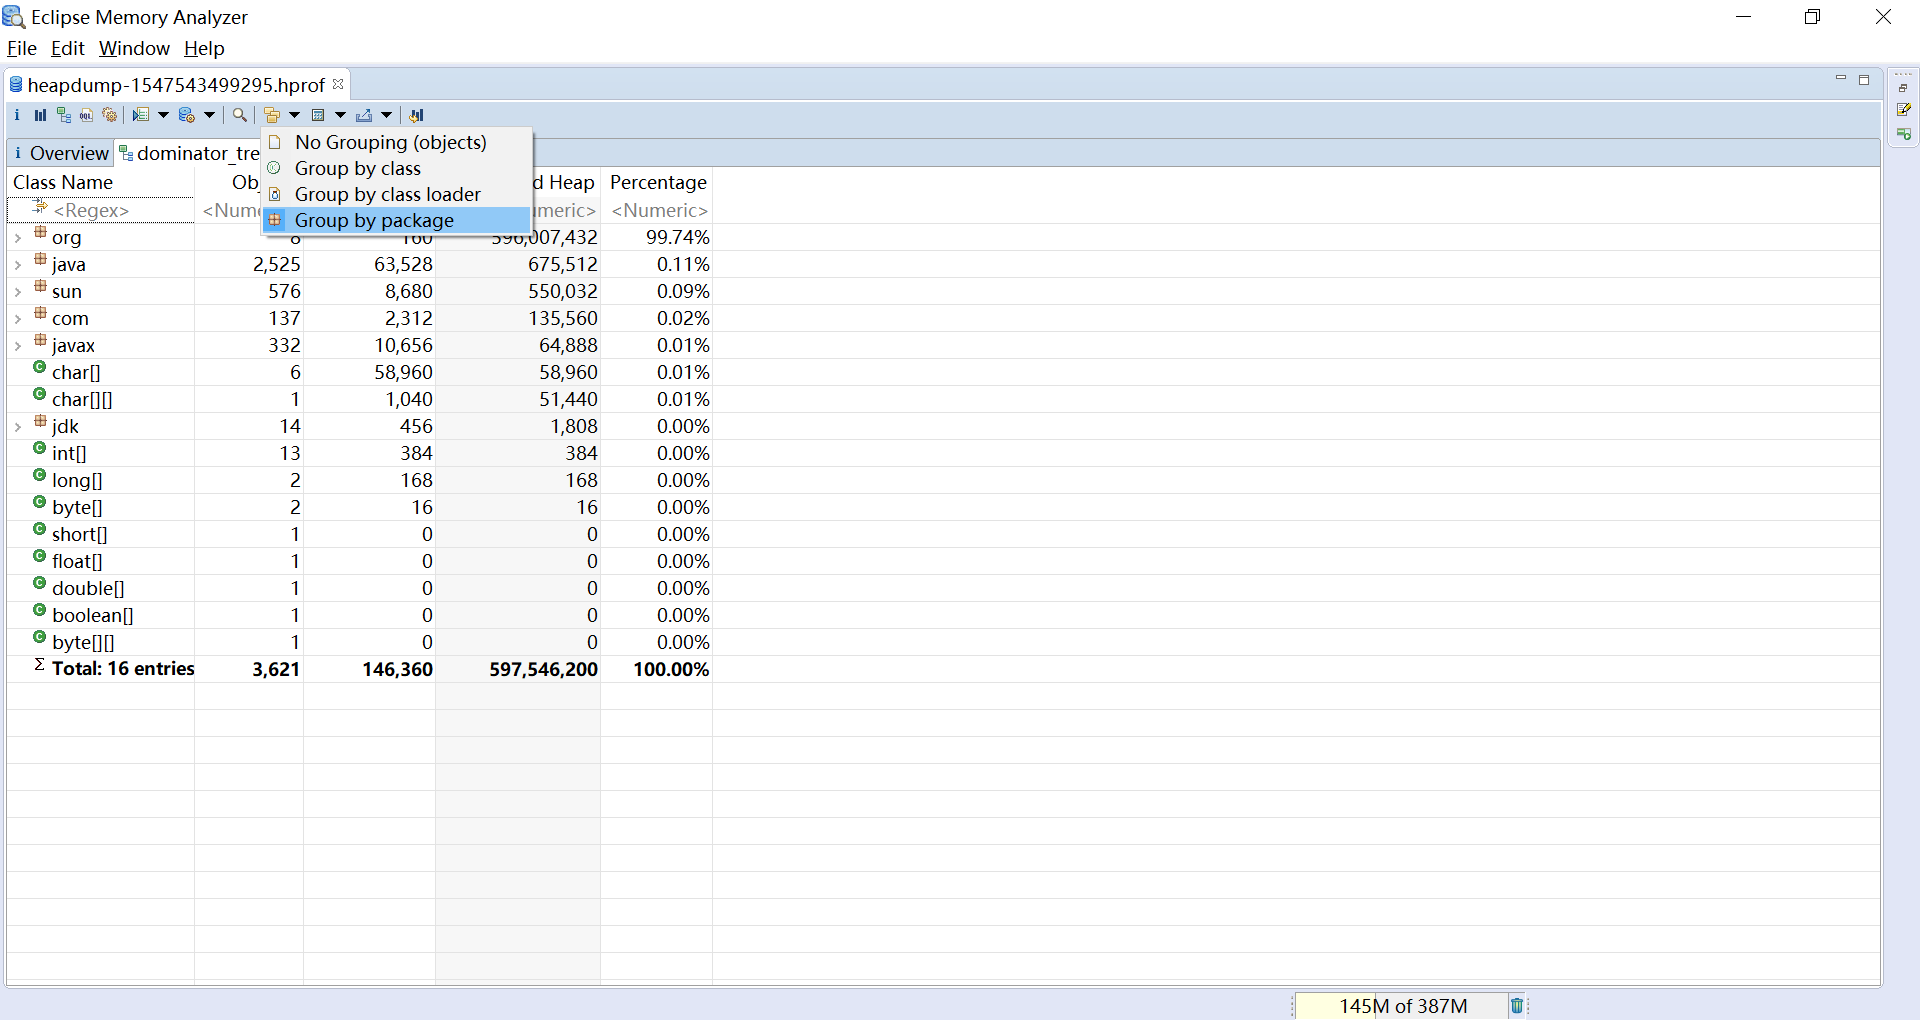 Eclipse Memory Analyzer
File Edit Window Help
heapdump-1547543499295.hprof
Overview dominator_tre
No Grouping (objects)
Group by class
Group by class loader
Group by package
Class Name Ob d Heap Percentage
<Regex> <Num umeric> <Numeric>
org 8 160 596,007,432 99.74%
java 2,525 63,528 675,512 0.11%
sun 576 8,680 550,032 0.09%
com 137 2,312 135,560 0.02%
javax 332 10,656 64,888 0.01%
char[] 6 58,960 58,960 0.01%
char[][] 1 1,040 51,440 0.01%
jdk 14 456 1,808 0.00%
int[] 13 384 384 0.00%
long[] 2 168 168 0.00%
byte[] 2 16 16 0.00%
short[] 1 0 0 0.00%
float[] 1 0 0 0.00%
double[] 1 0 0 0.00%
boolean[] 1 0 0 0.00%
byte[][] 1 0 0 0.00%
Σ Total: 16 entries 3,621 146,360 597,546,200 100.00%
145M of 387M